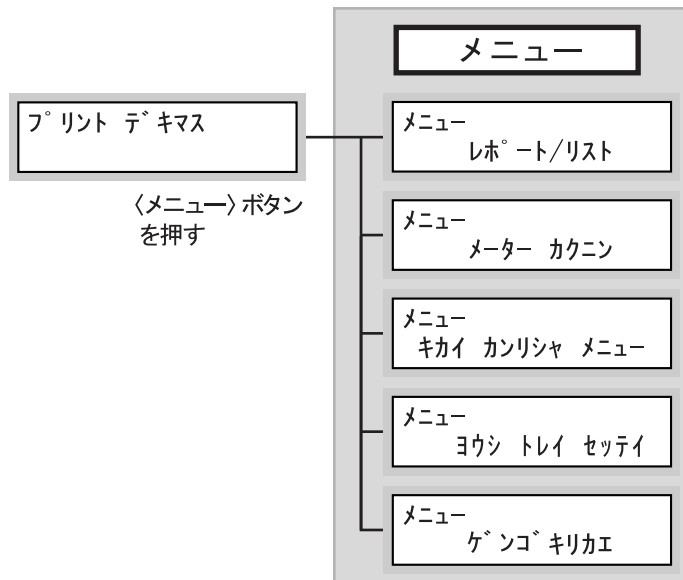 メニュー
プリント デキマス
〈メニュー〉ボタン
を押す
メニュー
レポート/リスト
メニュー
メーター カクニン
メニュー
キカイ カンリシャ メニュー
メニュー
ヨウシ トレイ セッテイ
メニュー
ゲンゴキリカエ